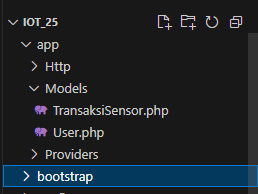 IOT_25
app
Http
Models
TransaksiSensor.php
User.php
Providers
bootstrap